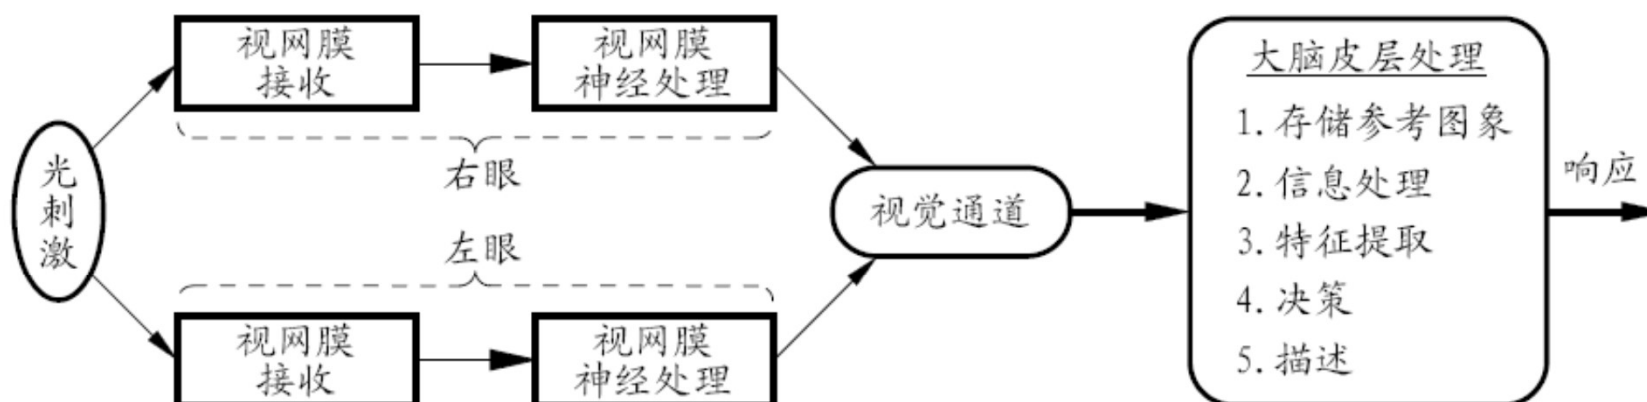 光刺激
视网膜
接收
视网膜
神经处理
右眼
左眼
视网膜
接收
视网膜
神经处理
视觉通道
大脑皮层处理
1. 存储参考图象
2. 信息处理
3. 特征提取
4. 决策
5. 描述
响应